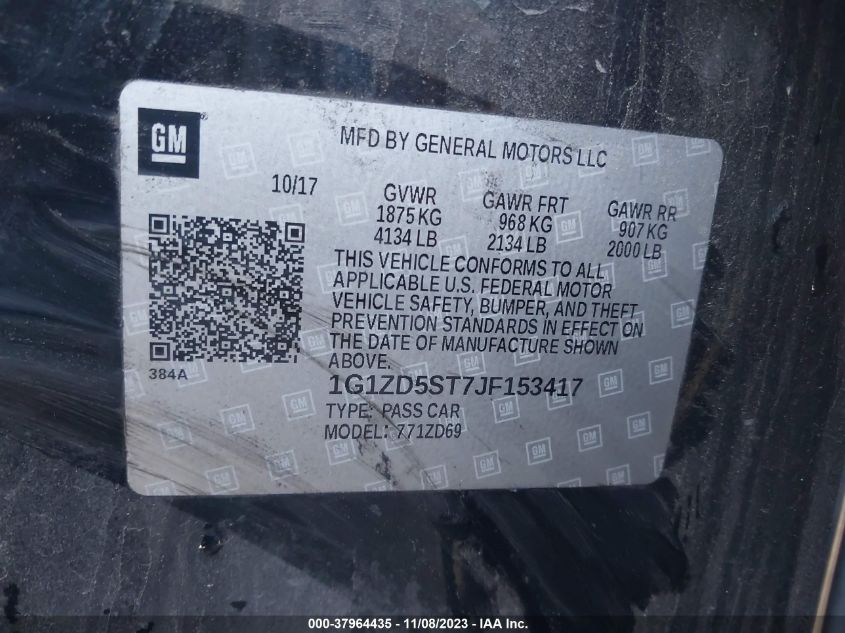 GM
MFD BY GENERAL MOTORS LLC
10/17
GVWR
1875 KG
4134 LB
GAWR FRT
968 KG
2134 LB
GAWR RR
907 KG
2000 LB
THIS VEHICLE CONFORMS TO ALL
APPLICABLE U.S. FEDERAL MOTOR
VEHICLE SAFETY, BUMPER, AND THEFT
PREVENTION STANDARDS IN EFFECT ON
THE DATE OF MANUFACTURE SHOWN
ABOVE.
384A
1G1ZD5ST7JF153417
TYPE: PASS CAR
MODEL: 771ZD69
000-37964435 - 11/08/2023 - IAA Inc.